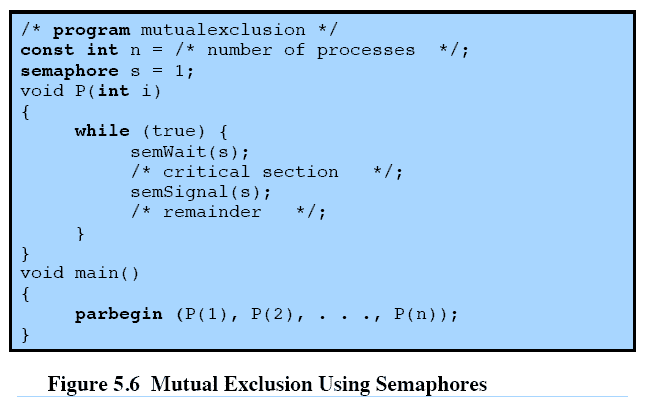 /* program mutualexclusion */
const int n = /* number of processes */;
semaphore s = 1;
void P(int i)
{
while (true) {
semWait(s);
/* critical section */;
semSignal(s);
/* remainder */;
}
}
void main()
{
parbegin (P(1), P(2), . . ., P(n));
}
Figure 5.6 Mutual Exclusion Using Semaphores